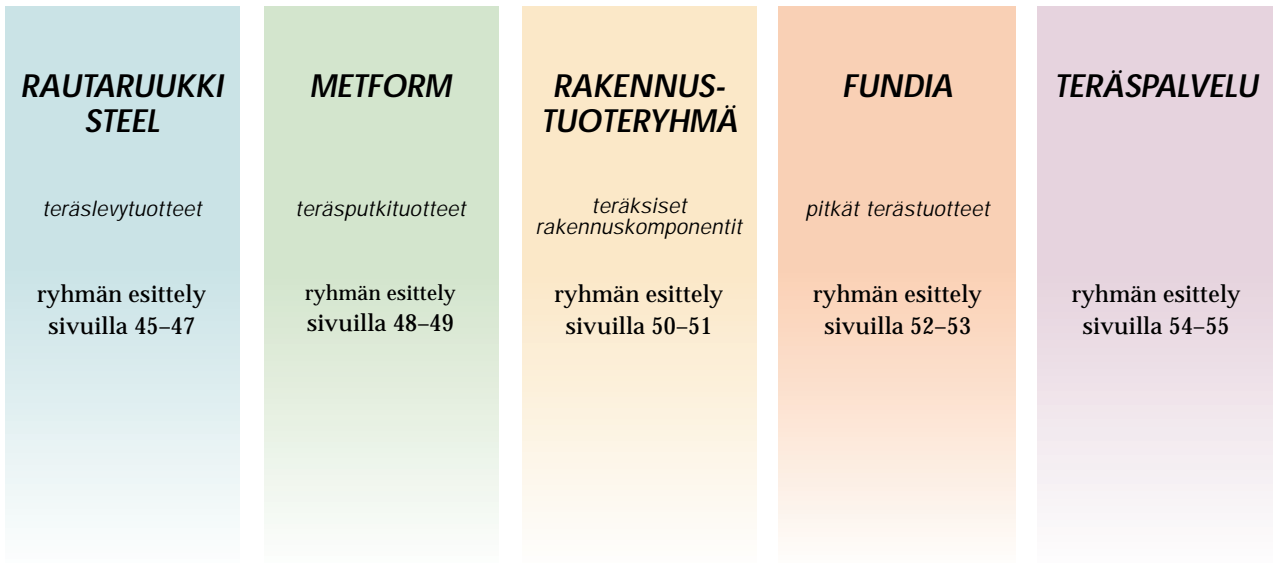 RAUTARUUKKI
STEEL
teräslevytuotteet
ryhmän esittely
sivuilla 45–47
METFORM
teräsputkituotteet
ryhmän esittely
sivuilla 48–49
RAKENNUS-
TUOTERYHMÄ
teräksiset
rakennuskomponentit
ryhmän esittely
sivuilla 50–51
FUNDIA
pitkät terästuotteet
ryhmän esittely
sivuilla 52–53
TERÄSPALVELU
ryhmän esittely
sivuilla 54–55